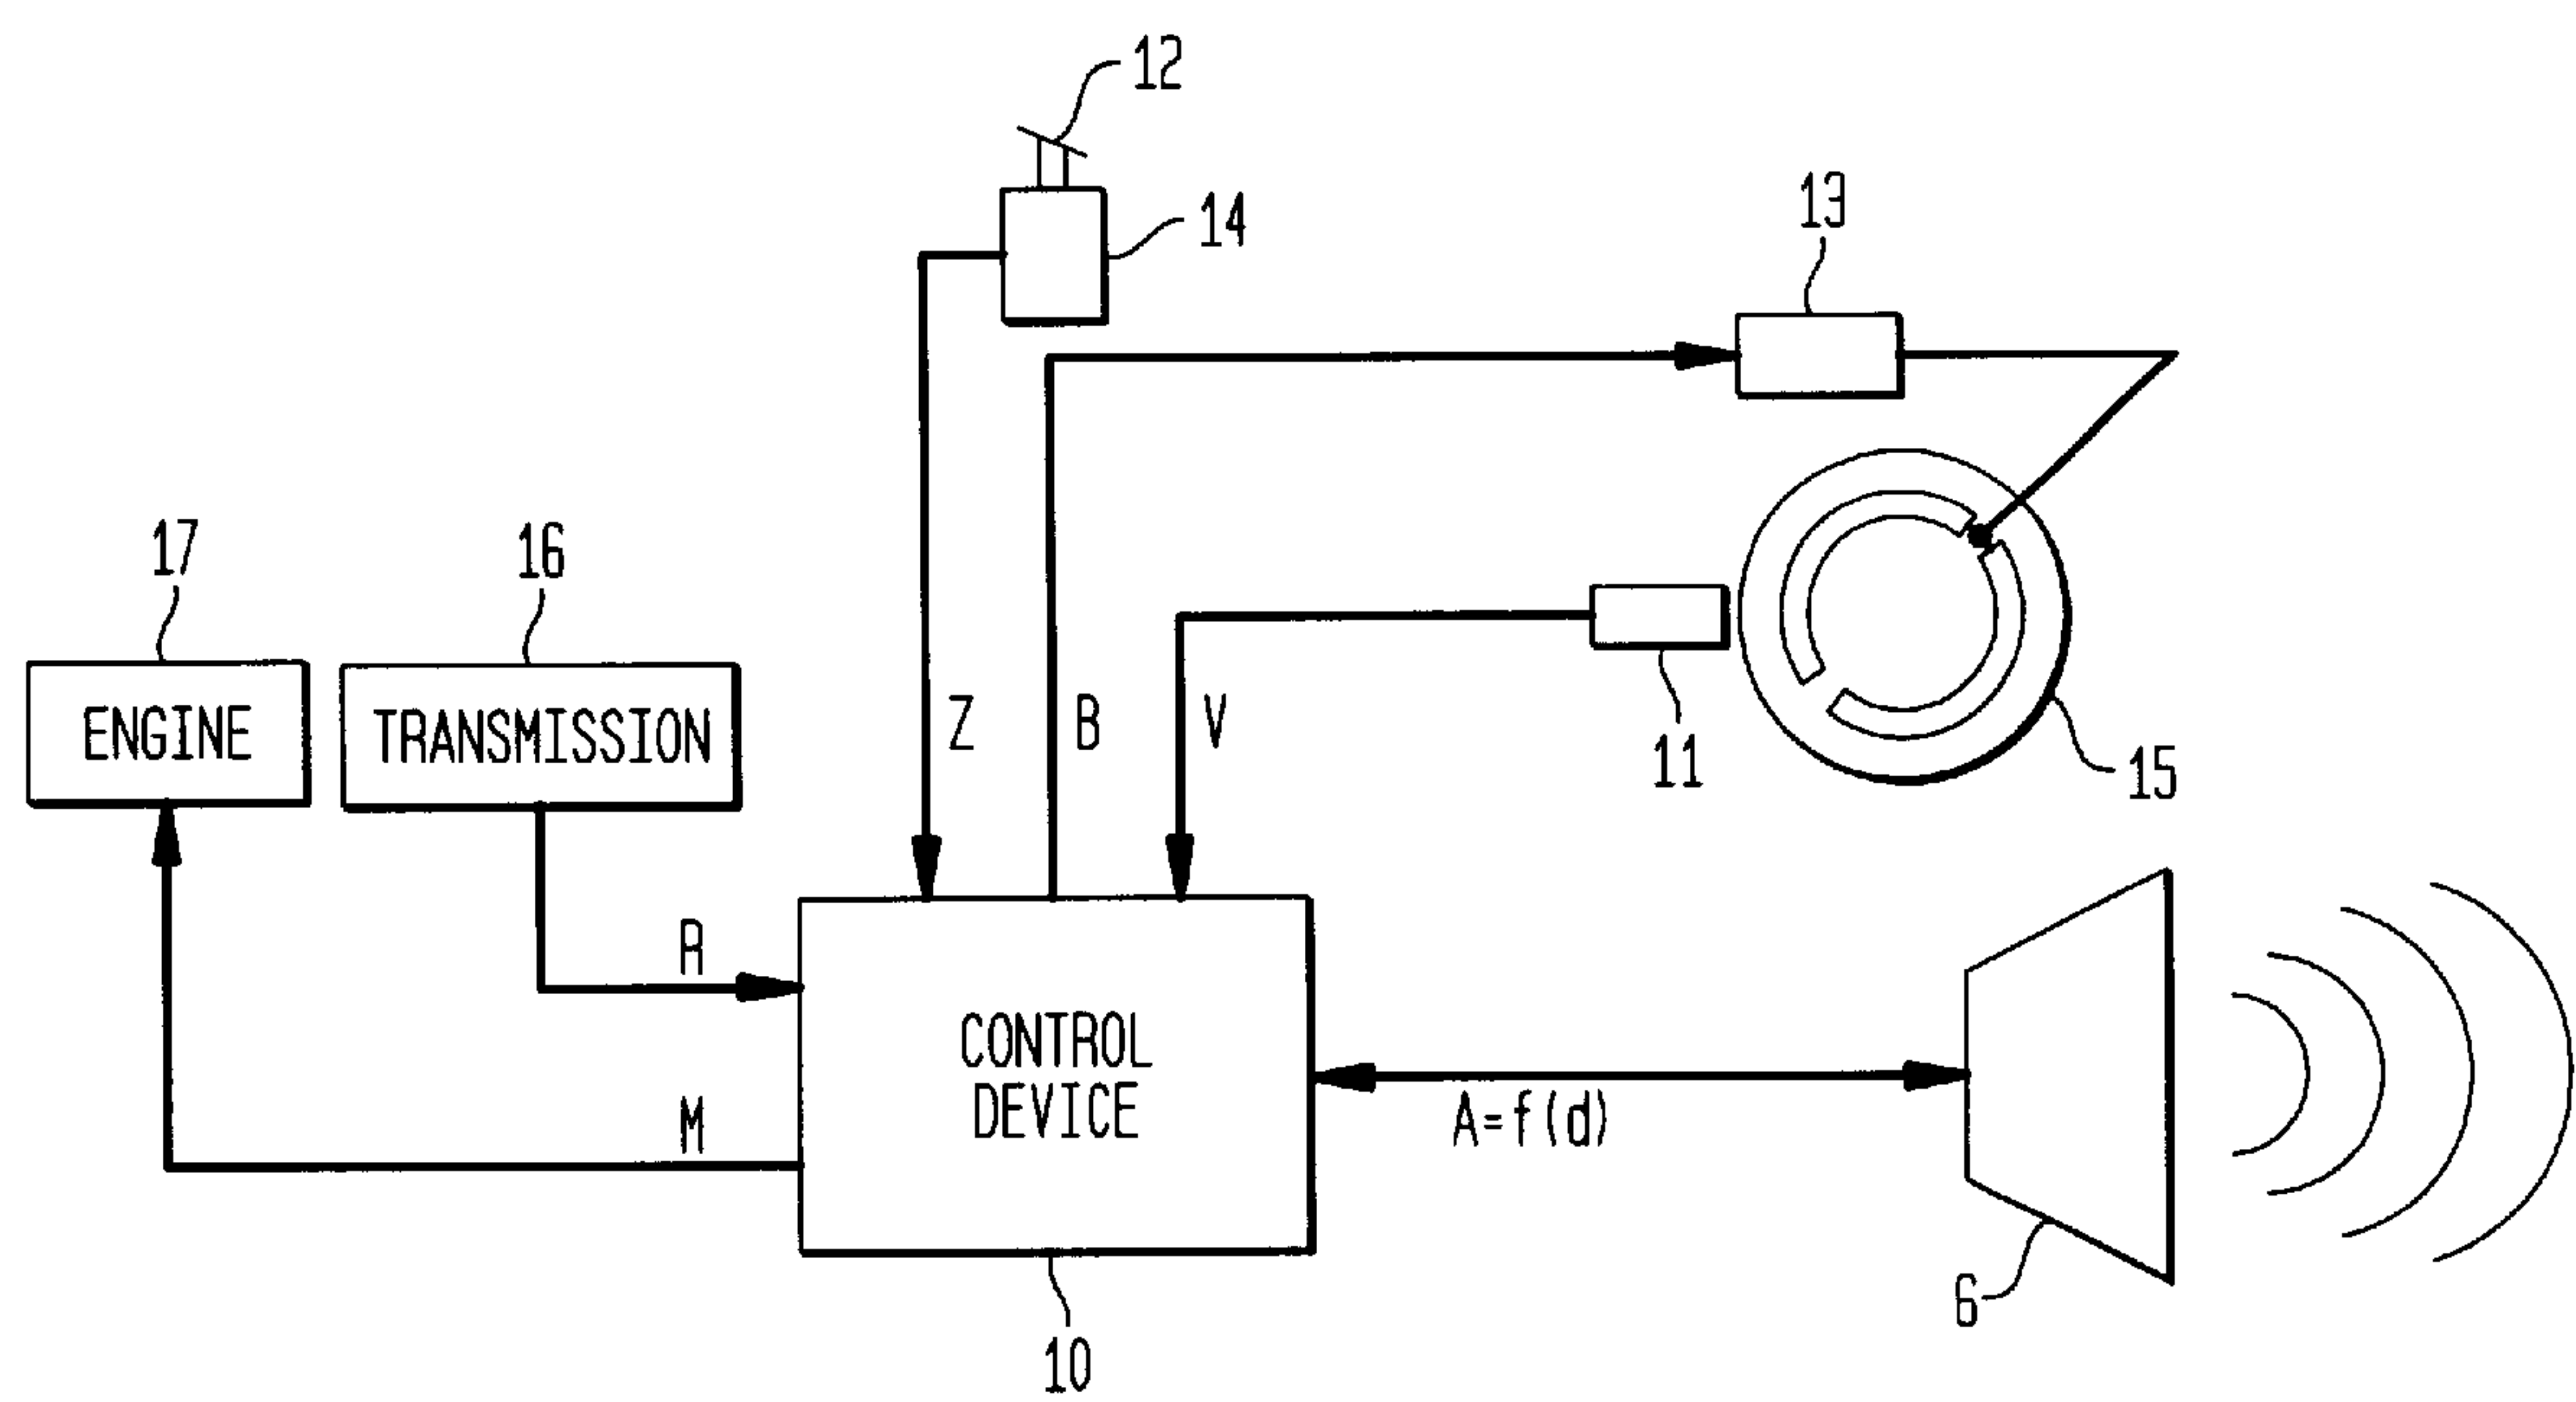 12
14
13
17
16
ENGINE
TRANSMISSION
Z
B
V
11
15
R
CONTROL
DEVICE
A=f(d)
M
6
10